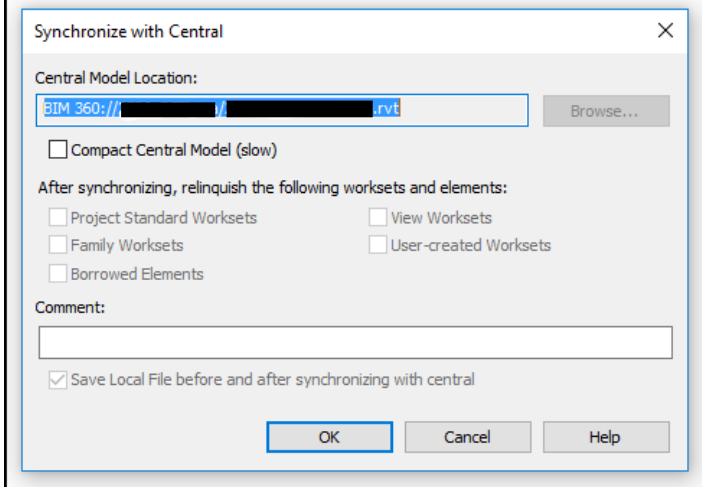 Synchronize with Central
Central Model Location:
BIM 360:// / .rvt
Browse...
Compact Central Model (slow)
After synchronizing, relinquish the following worksets and elements:
Project Standard Worksets
View Worksets
Family Worksets
User-created Worksets
Borrowed Elements
Comment:
Save Local File before and after synchronizing with central
OK
Cancel
Help